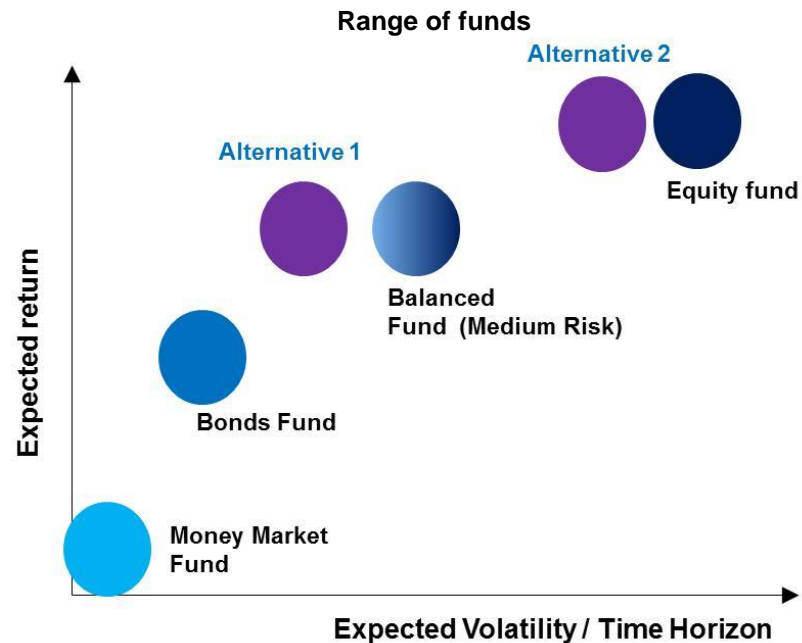 Range of funds
Alternative 2
Alternative 1
Equity fund
Balanced
Fund (Medium Risk)
Bonds Fund
Money Market
Fund
Expected return
Expected Volatility / Time Horizon